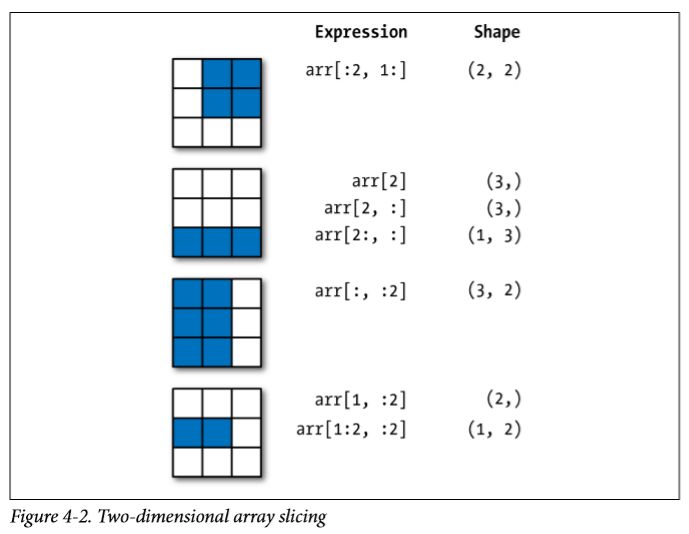 Expression Shape
arr[:2, 1:] (2, 2)
arr[2] (3,)
arr[2, :] (3,)
arr[2:, :] (1, 3)
arr[:, :2] (3, 2)
arr[1, :2] (2,)
arr[1:2, :2] (1, 2)
Figure 4-2. Two-dimensional array slicing